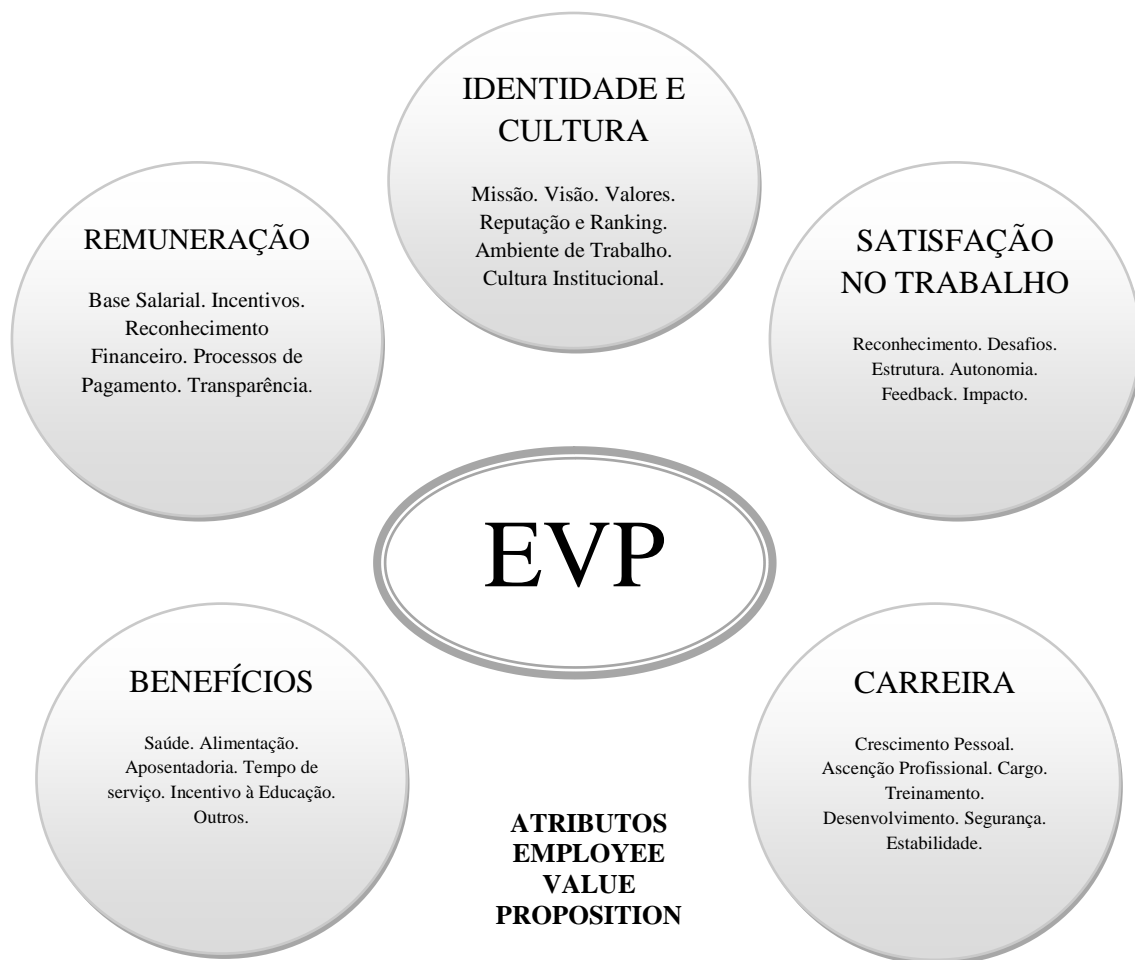 IDENTIDADE E
CULTURA
Missão. Visão. Valores.
Reputação e Ranking.
Ambiente de Trabalho.
Cultura Institucional.
REMUNERAÇÃO
Base Salarial. Incentivos.
Reconhecimento
Financeiro. Processos de
Pagamento. Transparência.
SATISFAÇÃO
NO TRABALHO
Reconhecimento. Desafios.
Estrutura. Autonomia.
Feedback. Impacto.
EVP
BENEFÍCIOS
Saúde. Alimentação.
Aposentadoria. Tempo de
serviço. Incentivo à Educação.
Outros.
CARREIRA
Crescimento Pessoal.
Ascenção Profissional. Cargo.
Treinamento.
Desenvolvimento. Segurança.
Estabilidade.
ATRIBUTOS
EMPLOYEE
VALUE
PROPOSITION